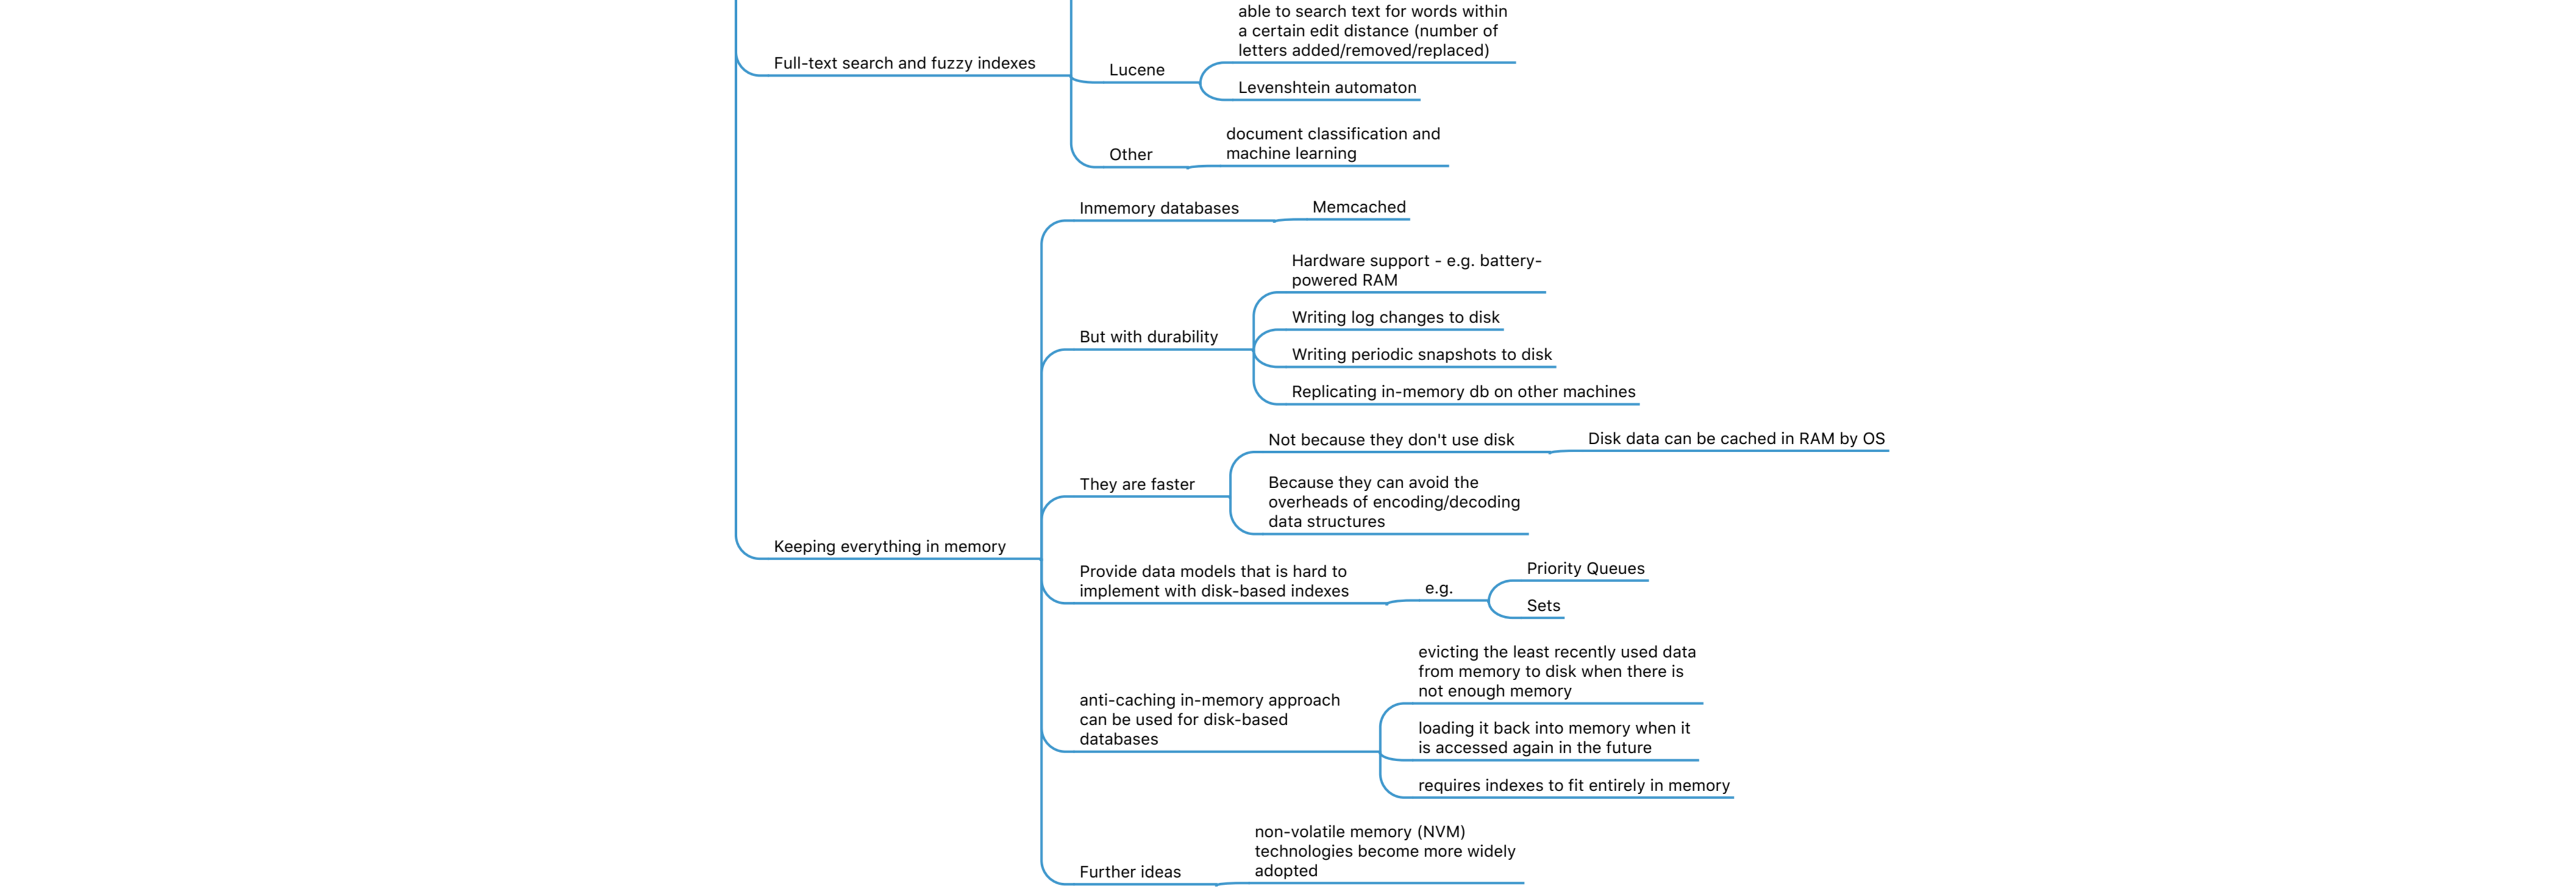 able to search text for words within
a certain edit distance (number of
letters added/removed/replaced)
Full-text search and fuzzy indexes
Lucene
Levenshtein automaton
document classification and
machine learning
Other
Inmemory databases
Memcached
Hardware support - e.g. battery-
powered RAM
Writing log changes to disk
But with durability
Writing periodic snapshots to disk
Replicating in-memory db on other machines
Not because they don't use disk
Disk data can be cached in RAM by OS
They are faster
Because they can avoid the
overheads of encoding/decoding
data structures
Keeping everything in memory
Provide data models that is hard to
implement with disk-based indexes
e.g.
Priority Queues
Sets
evicting the least recently used data
from memory to disk when there is
not enough memory
anti-caching in-memory approach
can be used for disk-based
databases
loading it back into memory when it
is accessed again in the future
requires indexes to fit entirely in memory
Further ideas
non-volatile memory (NVM)
technologies become more widely
adopted